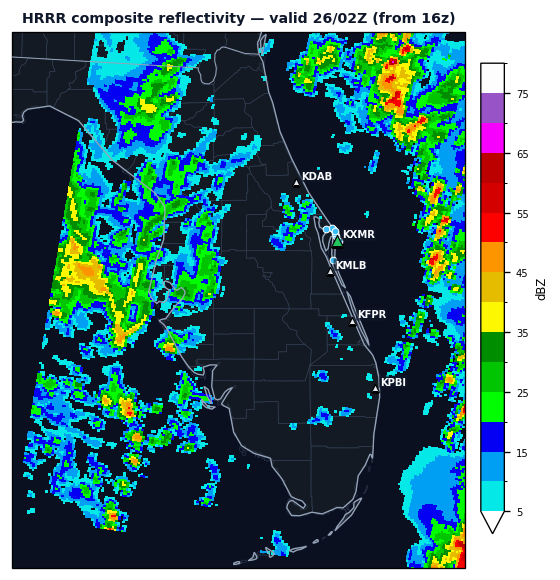 HRRR composite reflectivity — valid 26/02Z (from 16z)
KDAB
KXMR
KMLB
KFPR
KPBI
75
65
55
45
35
25
15
5
dBZ